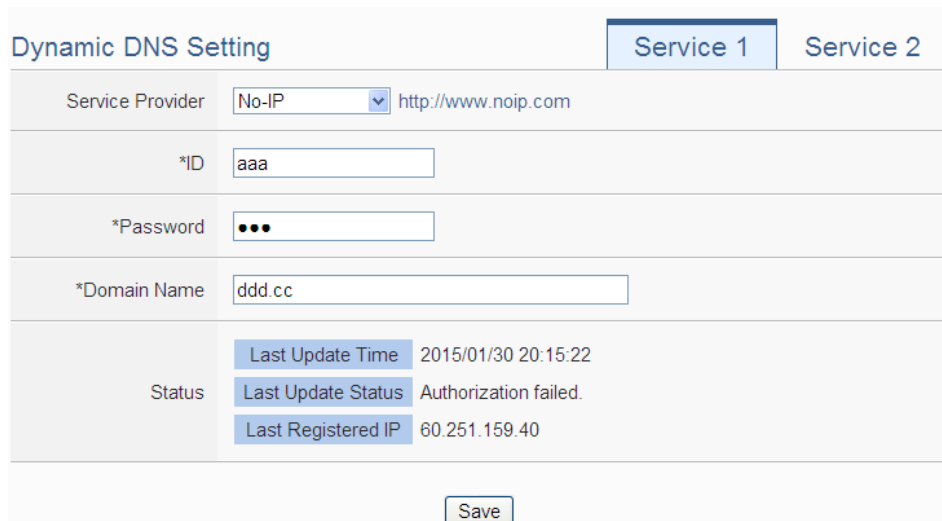 Dynamic DNS Setting Service 1 Service 2
Service Provider No-IP http://www.noip.com
*ID aaa
*Password •••
*Domain Name ddd.cc
Last Update Time 2015/01/30 20:15:22
Status Last Update Status Authorization failed.
Last Registered IP 60.251.159.40
Save